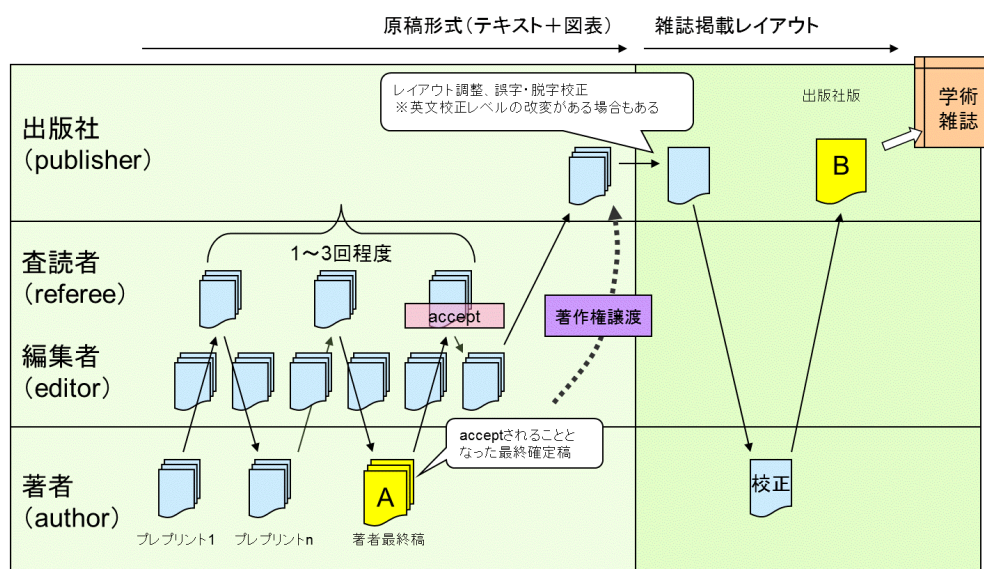 原稿形式(テキスト+図表)
雑誌掲載レイアウト
レイアウト調整、誤字・脱字校正
※英文校正レベルの改変がある場合もある
出版社版
学術
雑誌
出版社
(publisher)
B
1~3回程度
査読者
(referee)
accept
著作権譲渡
編集者
(editor)
acceptされることと
なった最終確定稿
著者
(author)
A
校正
プレプリント1
プレプリントn
著者最終稿